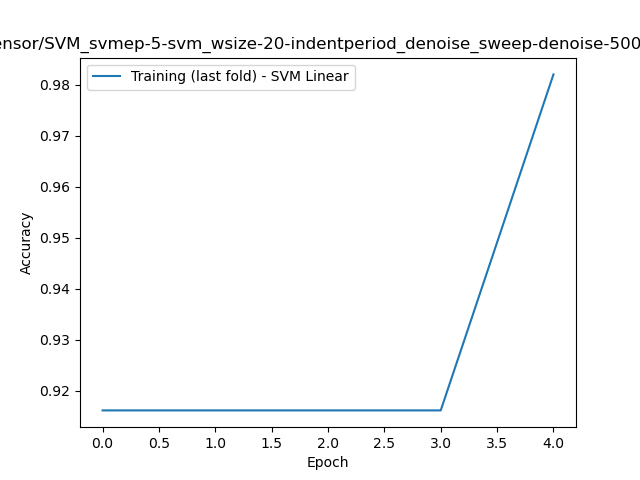 ensor/SVM_svmep-5-svm_wsize-20-indentperiod_denoise_sweep-denoise-500
Training (last fold) - SVM Linear
Accuracy
0.98
0.97
0.96
0.95
0.94
0.93
0.92
0.0 0.5 1.0 1.5 2.0 2.5 3.0 3.5 4.0
Epoch